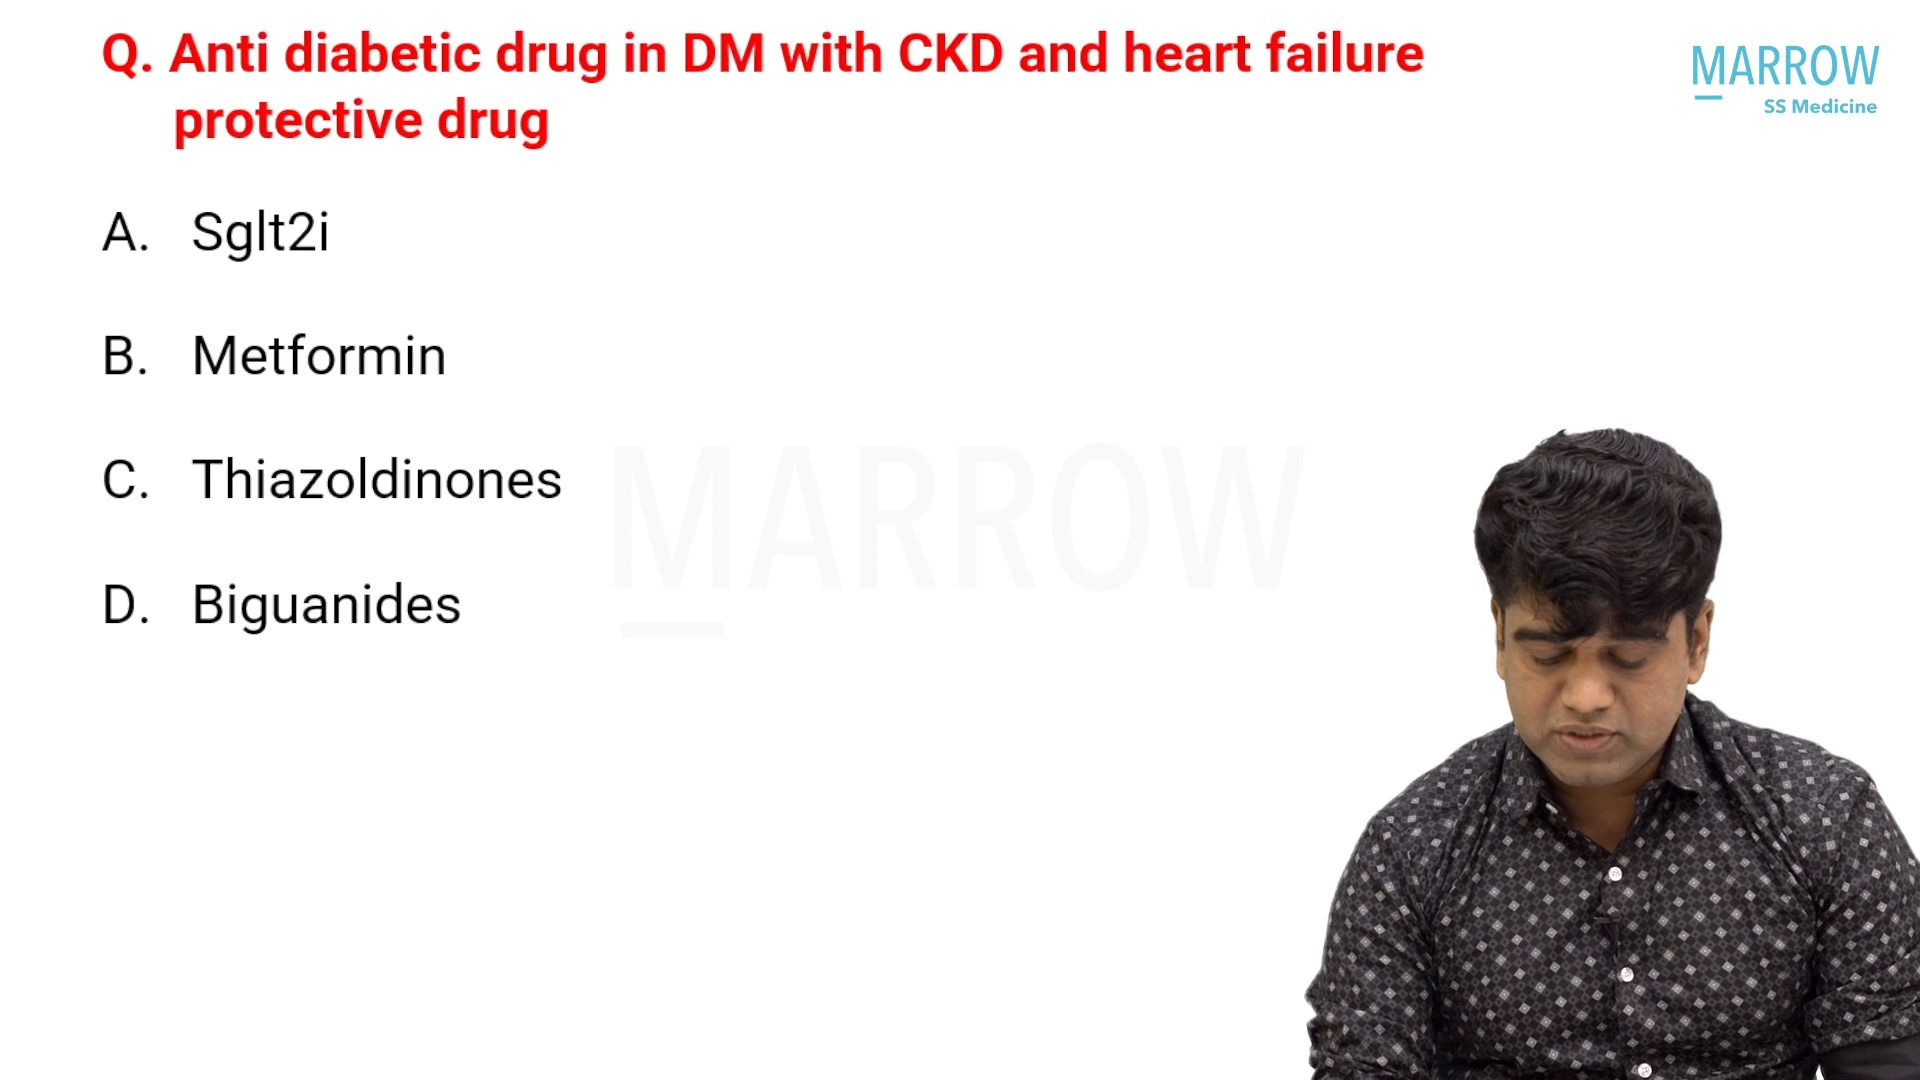 Q. Anti diabetic drug in DM with CKD and heart failure
protective drug
MARROW
SS Medicine
A. Sglt2i
B. Metformin
C. Thiazoldinones
D. Biguanides
MARROW